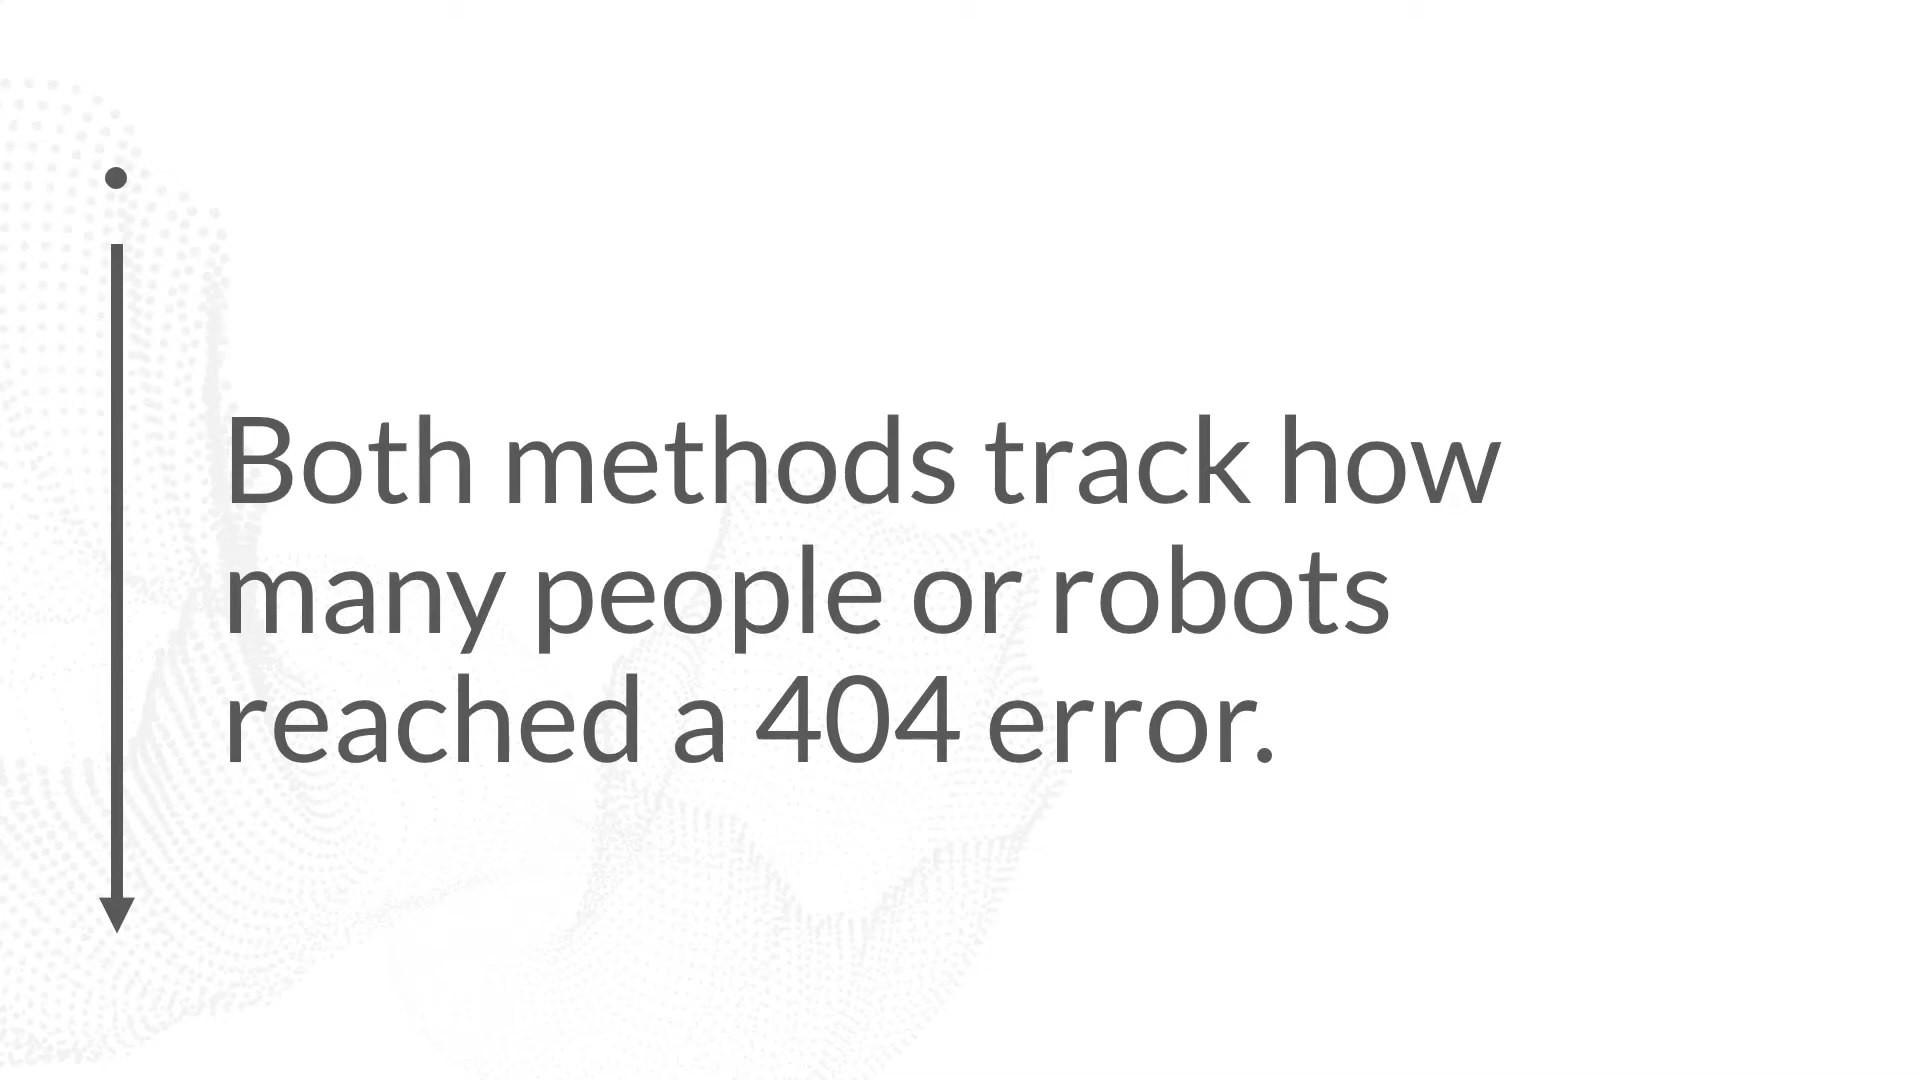 Both methods track how
many people or robots
reached a 404 error.